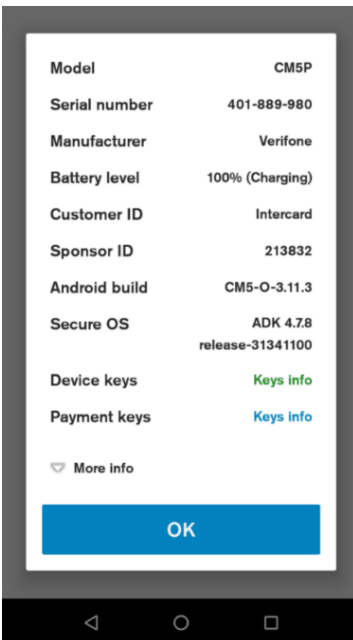 Model CM5P
Serial number 401-889-980
Manufacturer Verifone
Battery level 100% (Charging)
Customer ID Intercard
Sponsor ID 213832
Android build CM5-O-3.11.3
Secure OS ADK 4.7.8
release-31341100
Device keys Keys info
Payment keys Keys info
More info
OK